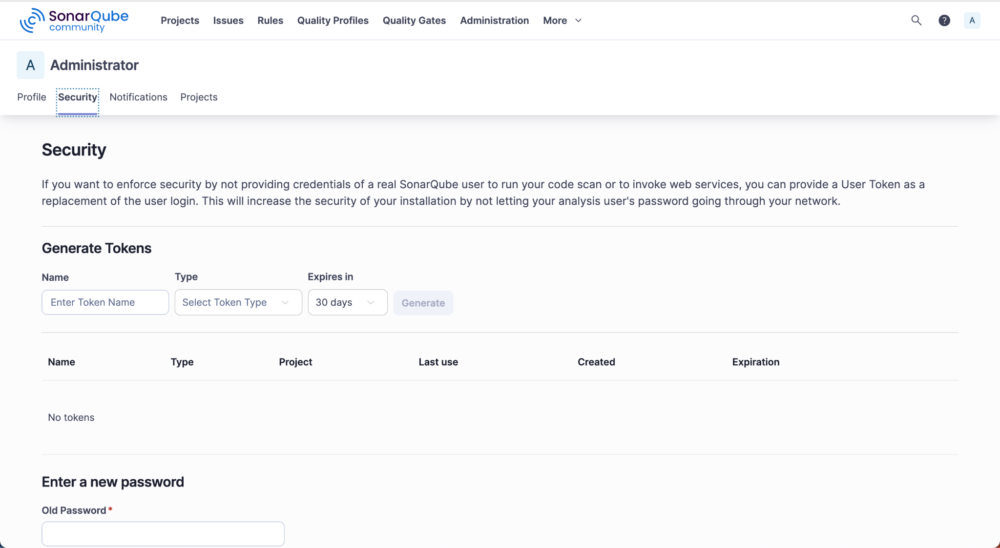 SonarQube community
Projects Issues Rules Quality Profiles Quality Gates Administration More ? A
A Administrator
Profile Security Notifications Projects
Security
If you want to enforce security by not providing credentials of a real SonarQube user to run your code scan or to invoke web services, you can provide a User Token as a
replacement of the user login. This will increase the security of your installation by not letting your analysis user's password going through your network.
Generate Tokens
Name Type Expires in
Enter Token Name Select Token Type 30 days Generate
Name Type Project Last use Created Expiration
No tokens
Enter a new password
Old Password *